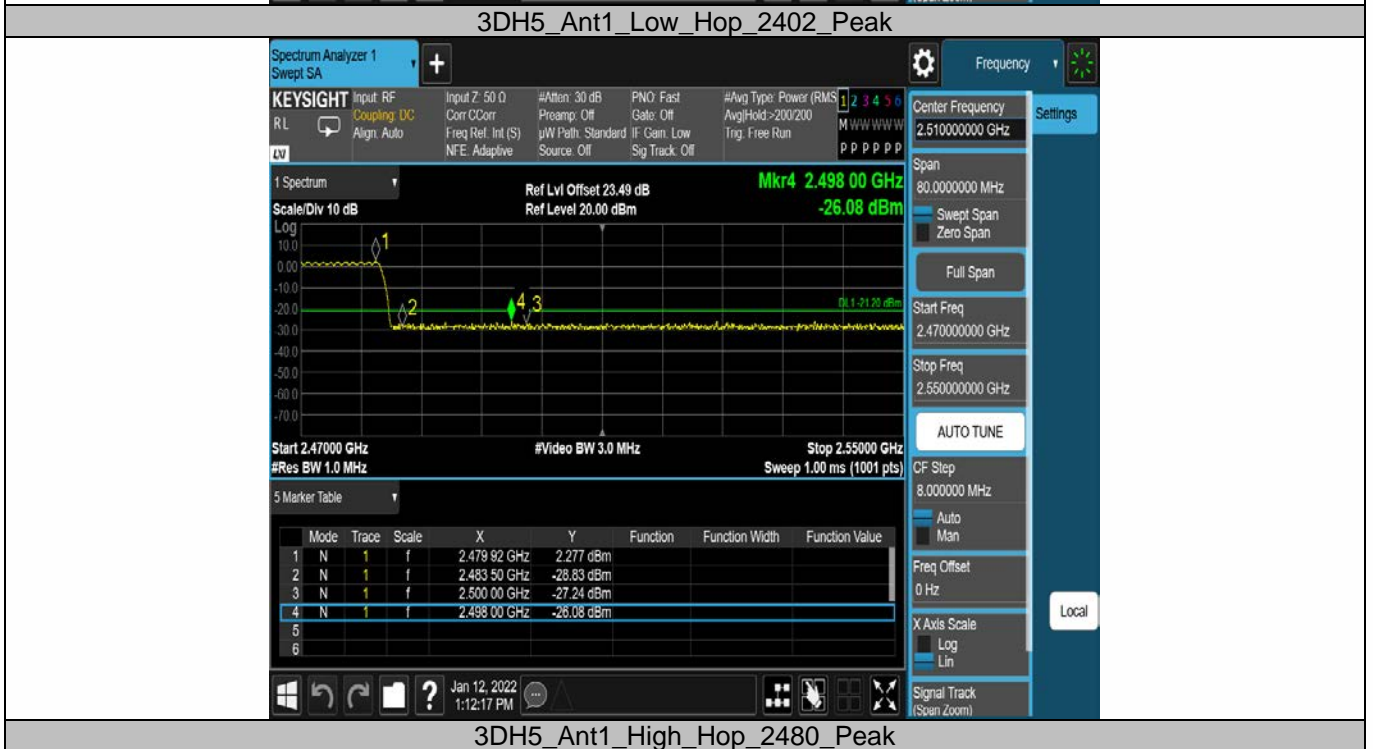 3DH5_Ant1_Low_Hop_2402_Peak
Spectrum Analyzer 1
Swept SA
+
Frequency
KEYSIGHT
RL
LV
Input: RF
Coupling: DC
Align: Auto
Input Z: 50 Ω
Corr CCorr
Freq Ref: Int (S)
NFE: Adaptive
#Atten: 30 dB
Preamp: Off
µW Path: Standard
Source: Off
PNO: Fast
Gate: Off
IF Gain: Low
Sig Track: Off
#Avg Type: Power (RMS
Avg|Hold:>200/200
Trig: Free Run
1 2 3 4 5 6
M W W W W W
P P P P P P
1 Spectrum
Scale/Div 10 dB
Ref Lvl Offset 23.49 dB
Ref Level 20.00 dBm
Mkr4 2.498 00 GHz
-26.08 dBm
Log
10.0
0.00
-10.0
-20.0
-30.0
-40.0
-50.0
-60.0
-70.0
1
2
4
3
DL1 -21.20 dBm
Start 2.47000 GHz
#Video BW 3.0 MHz
Stop 2.55000 GHz
#Res BW 1.0 MHz
Sweep 1.00 ms (1001 pts)
5 Marker Table
Mode Trace Scale X Y Function Function Width Function Value
1 N 1 f 2.479 92 GHz 2.277 dBm
2 N 1 f 2.483 50 GHz -28.83 dBm
3 N 1 f 2.500 00 GHz -27.24 dBm
4 N 1 f 2.498 00 GHz -26.08 dBm
5
6
?
Jan 12, 2022
1:12:17 PM
Center Frequency
2.510000000 GHz
Settings
Span
80.0000000 MHz
Swept Span
Zero Span
Full Span
Start Freq
2.470000000 GHz
Stop Freq
2.550000000 GHz
AUTO TUNE
CF Step
8.000000 MHz
Auto
Man
Freq Offset
0 Hz
Local
X Axis Scale
Log
Lin
Signal Track
(Span Zoom)
3DH5_Ant1_High_Hop_2480_Peak